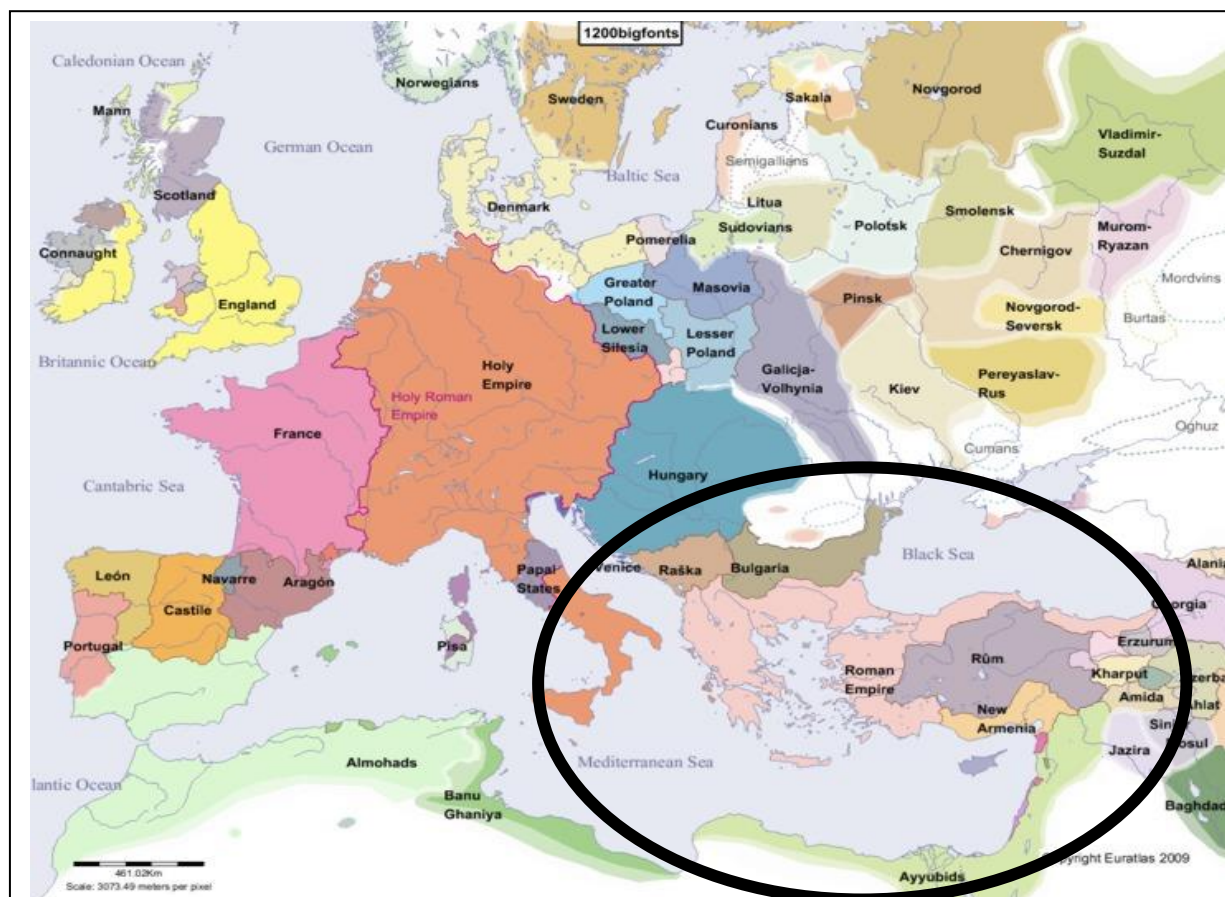 1200bigfonts
Caledonian Ocean
Norwegians
Sweden
Novgorod
Sakala
Mann
Curonians
Vladimir-
Suzdal
German Ocean
Semigallians
Baltic Sea
Scotland
Denmark
Litua
Smolensk
Polotsk
Sudovians
Pomerelia
Murom-
Ryazan
Connaught
Chernigov
Mordvins
Greater
Poland
Masovia
Pinsk
England
Novgorod-
Seversk
Burtas
Lower
Silesia
Lesser
Poland
Britannic Ocean
Holy
Empire
Galicja-
Volhynia
Pereyaslav-
Rus
Kiev
Holy Roman
Empire
Oghuz
France
Cumans
Hungary
Cantabric Sea
Black Sea
Alania
Venice
Raška
Bulgaria
Papal
States
León
Navarre
Aragón
Castile
Georgia
Portugal
Pisa
Erzurum
Rûm
Roman
Empire
Kharput
Amida
Ahlat
New
Armenia
Jazira
Mediterranean Sea
Almohads
Banu
Ghaniya
Baghdad
461.02Km
Scale: 3073.49 meters per pixel
Copyright Euratlas 2009
Ayyubids